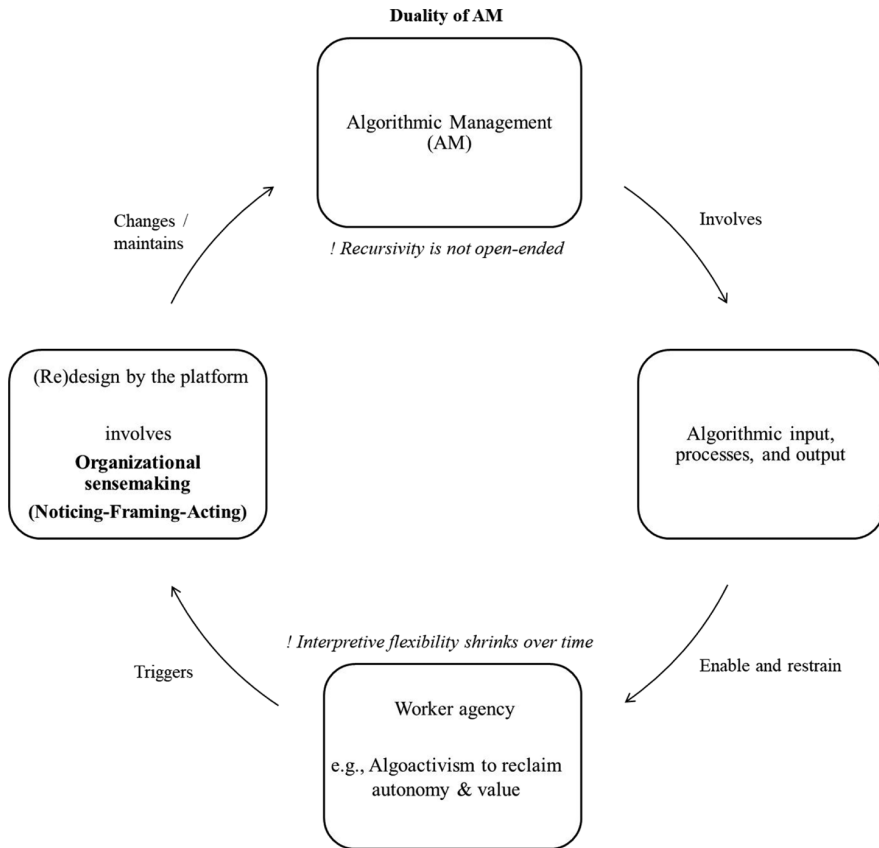 Duality of AM
Algorithmic Management
(AM)
! Recursivity is not open-ended
Changes /
maintains
Involves
(Re)design by the platform
involves
Organizational
sensemaking
(Noticing-Framing-Acting)
Algorithmic input,
processes, and output
! Interpretive flexibility shrinks over time
Triggers
Enable and restrain
Worker agency
e.g., Algoactivism to reclaim
autonomy & value